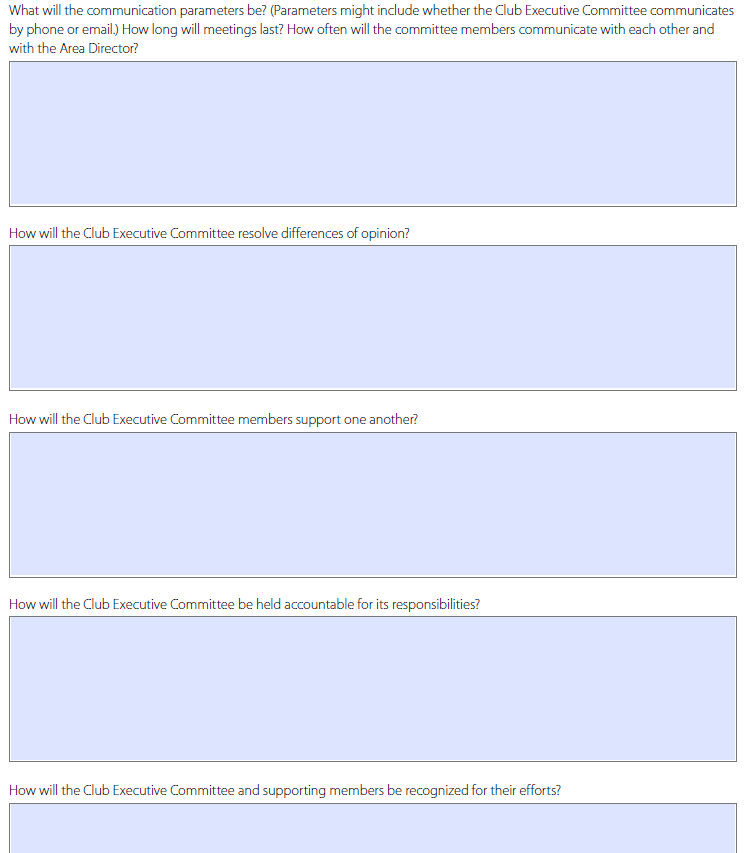 What will the communication parameters be? (Parameters might include whether the Club Executive Committee communicates
by phone or email.) How long will meetings last? How often will the committee members communicate with each other and
with the Area Director?
How will the Club Executive Committee resolve differences of opinion?
How will the Club Executive Committee members support one another?
How will the Club Executive Committee be held accountable for its responsibilities?
How will the Club Executive Committee and supporting members be recognized for their efforts?